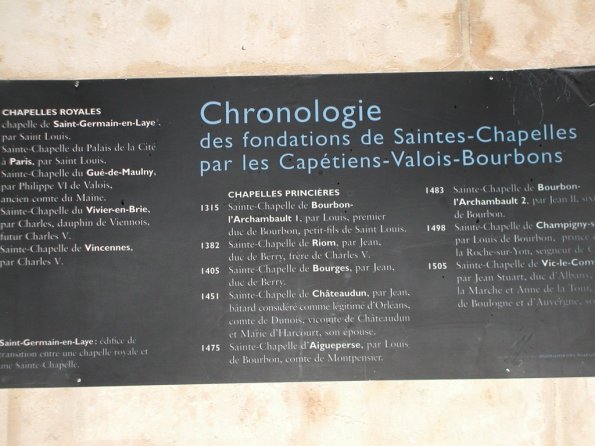 Chronologie
des fondations de Saintes-Chapelles
par les Capétiens-Valois-Bourbons
CHAPELLES ROYALES
chapelle de Saint-Germain-en-Laye*
par Saint Louis.
Sainte-Chapelle du Palais de la Cité
à Paris, par Saint Louis.
Sainte-Chapelle du Gué-de-Maulny,
par Philippe VI de Valois,
ancien comte du Maine.
Sainte-Chapelle du Vivier-en-Brie,
par Charles, dauphin de Viennois,
futur Charles V.
Sainte-Chapelle de Vincennes,
par Charles V.
Saint-Germain-en-Laye : édifice de
transition entre une chapelle royale et
une Sainte-Chapelle.
CHAPELLES PRINCIÈRES
1315 Sainte-Chapelle de Bourbon-
l'Archambault 1, par Louis, premier
duc de Bourbon, petit-fils de Saint Louis.
1382 Sainte-Chapelle de Riom, par Jean,
duc de Berry, frère de Charles V.
1405 Sainte-Chapelle de Bourges, par Jean,
duc de Berry.
1451 Sainte-Chapelle de Châteaudun, par Jean,
bâtard considéré comme légitime d'Orléans,
comte de Dunois, vicomte de Châteaudun
et Marie d'Harcourt, son épouse.
1475 Sainte-Chapelle d'Aigueperse, par Louis
de Bourbon, comte de Montpensier.
1483 Sainte-Chapelle de Bourbon-
l'Archambault 2, par Jean II, six
de Bourbon.
1498 Sainte-Chapelle de Champigny-s
par Louis de Bourbon, prince
la Roche-sur-Yon, seigneur de
1505 Sainte-Chapelle de Vic-le-Com
par Jean Stuart, duc d'Albany
la Marche et Anne de la Tour,
de Boulogne et d'Auvergne, so